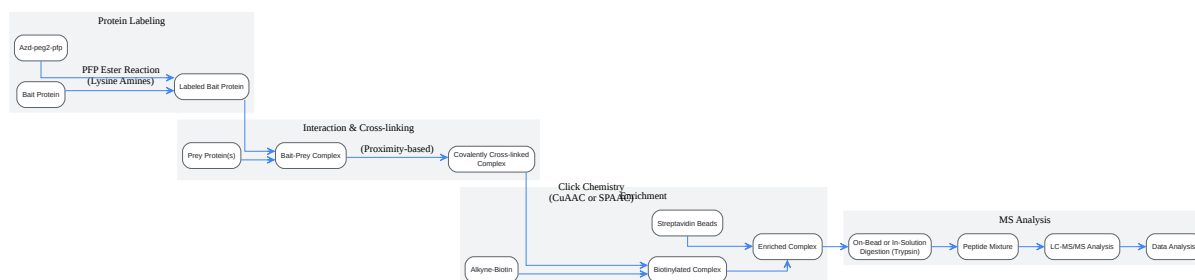 Protein Labeling
Azd-peg2-pfp
PFP Ester Reaction
(Lysine Amines)
Bait Protein
Labeled Bait Protein
Interaction & Cross-linking
Prey Protein(s)
Bait-Prey Complex
(Proximity-based)
Covalently Cross-linked
Complex
Click Chemistry
(CuAAC or SPAAC)
Enrichment
Streptavidin Beads
Enriched Complex
Alkyne-Biotin
Biotinylated Complex
MS Analysis
On-Bead or In-Solution
Digestion (Trypsin)
Peptide Mixture
LC-MS/MS Analysis
Data Analysis